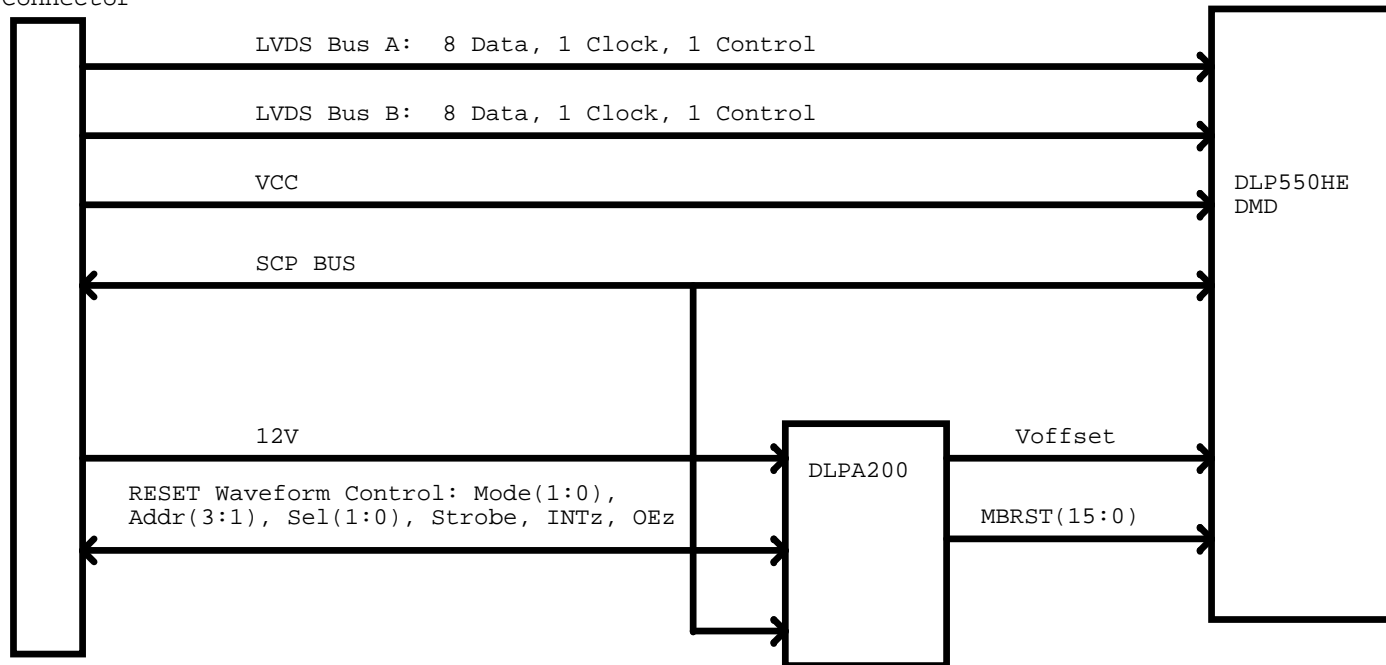 Connector
LVDS Bus A:  8 Data, 1 Clock, 1 Control
LVDS Bus B:  8 Data, 1 Clock, 1 Control
VCC
DLP550HE
DMD
SCP BUS
12V
Voffset
DLPA200
RESET Waveform Control: Mode(1:0),
Addr(3:1), Sel(1:0), Strobe, INTz, OEz
MBRST(15:0)